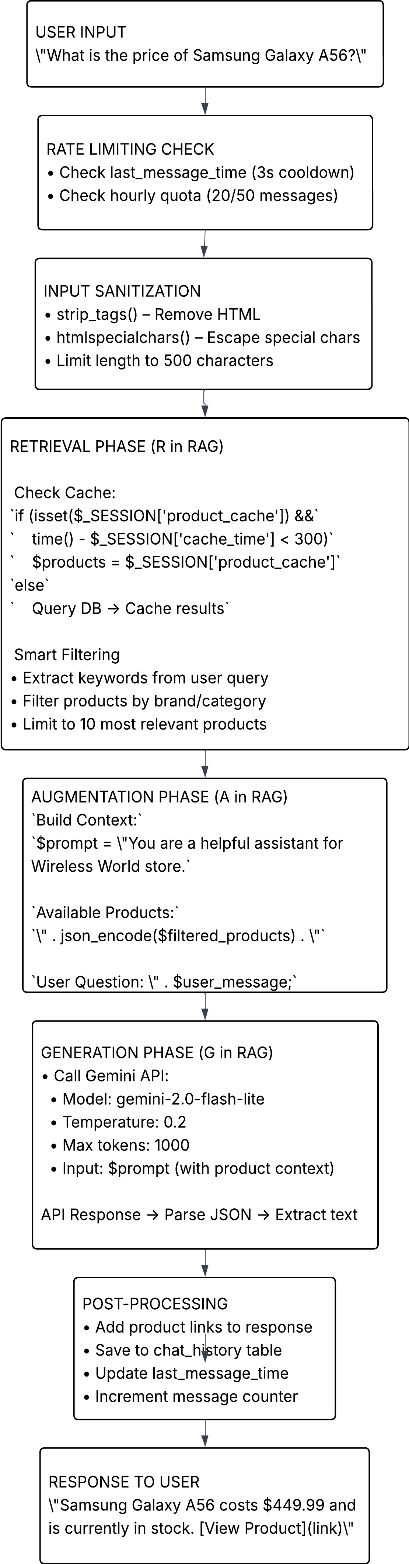 USER INPUT
\"What is the price of Samsung Galaxy A56?\"
RATE LIMITING CHECK
• Check last_message_time (3s cooldown)
• Check hourly quota (20/50 messages)
INPUT SANITIZATION
• strip_tags() – Remove HTML
• htmlspecialchars() – Escape special chars
• Limit length to 500 characters
RETRIEVAL PHASE (R in RAG)
Check Cache:
`if (isset($_SESSION['product_cache']) &&`
`    time() - $_SESSION['cache_time'] < 300)`
`    $products = $_SESSION['product_cache']`
`else`
`    Query DB → Cache results`
Smart Filtering
• Extract keywords from user query
• Filter products by brand/category
• Limit to 10 most relevant products
AUGMENTATION PHASE (A in RAG)
`Build Context:`
`$prompt = \"You are a helpful assistant for
Wireless World store.`
`Available Products:`
`\" . json_encode($filtered_products) . \"`
`User Question: \" . $user_message;`
GENERATION PHASE (G in RAG)
• Call Gemini API:
• Model: gemini-2.0-flash-lite
• Temperature: 0.2
• Max tokens: 1000
• Input: $prompt (with product context)
API Response → Parse JSON → Extract text
POST-PROCESSING
• Add product links to response
• Save to chat_history table
• Update last_message_time
• Increment message counter
RESPONSE TO USER
\"Samsung Galaxy A56 costs $449.99 and
is currently in stock. [View Product](link)\"